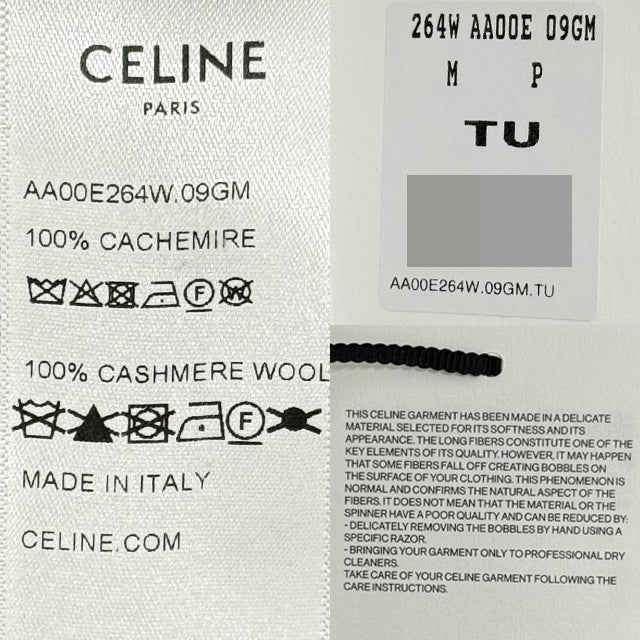 CELINE
PARIS
AA00E264W.09GM
100% CACHEMIRE
F
W
100% CASHMERE WOOL
F
MADE IN ITALY
CELINE.COM
264W AA00E 09GM
M P
TU
AA00E264W.09GM.TU
THIS CELINE GARMENT HAS BEEN MADE IN A DELICATE
MATERIAL SELECTED FOR ITS SOFTNESS AND ITS
APPEARANCE. THE LONG FIBERS CONSTITUTE ONE OF THE
KEY ELEMENTS OF ITS QUALITY. HOWEVER, IT MAY HAPPEN
THAT SOME FIBERS FALL OFF CREATING BOBBLES ON
THE SURFACE OF YOUR CLOTHING. THIS PHENOMENON IS
NORMAL AND CONFIRMS THE NATURAL ASPECT OF THE
FIBERS. IT DOES NOT MEAN THAT THE MATERIAL OR THE
SPINNER HAVE A POOR QUALITY AND CAN BE REDUCED BY:
- DELICATELY REMOVING THE BOBBLES BY HAND USING A
SPECIFIC RAZOR.
- BRINGING YOUR GARMENT ONLY TO PROFESSIONAL DRY
CLEANERS.
TAKE CARE OF YOUR CELINE GARMENT FOLLOWING THE
CARE INSTRUCTIONS.